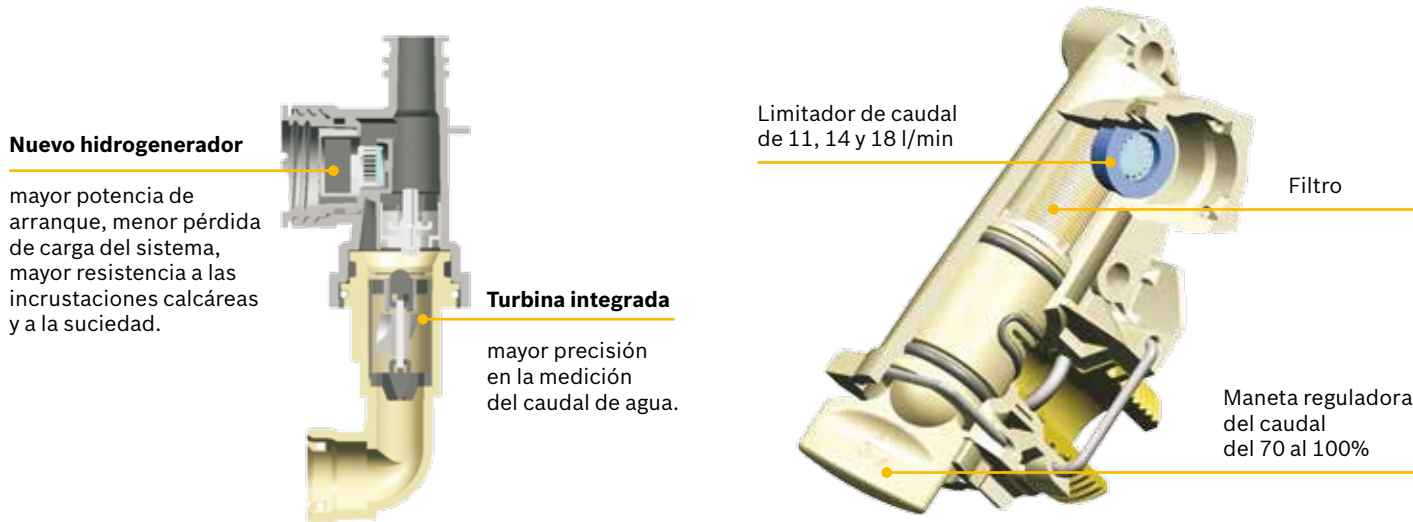 Nuevo hidrogenerador
mayor potencia de
arranque, menor pérdida
de carga del sistema,
mayor resistencia a las
incrustaciones calcáreas
y a la suciedad.
Turbina integrada
mayor precisión
en la medición
del caudal de agua.
Limitador de caudal
de 11, 14 y 18 l/min
Filtro
Maneta reguladora
del caudal
del 70 al 100%